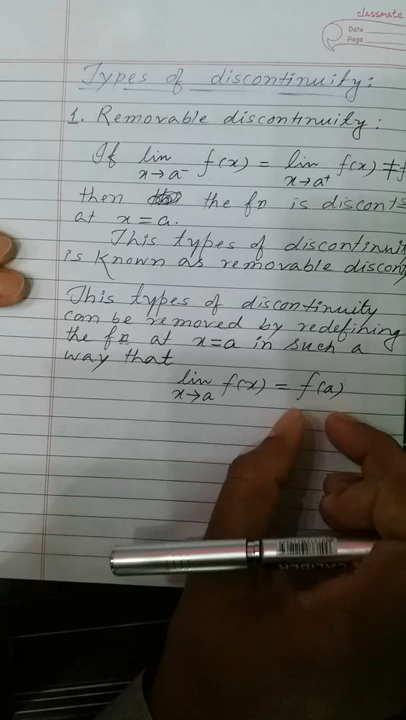 classmate
Date
Page
Types of discontinuity:
1. Removable discontinuity:
If lim f(x) = lim f(x) ≠ f
x→a⁻ x→a⁺
then the fn is discont
at x=a.
This types of discontinui
is known as removable discon
This types of discontinuity
can be removed by redefining
the fn at x=a in such a
way that
lim f(x) = f(a)
x→a
CALIBER